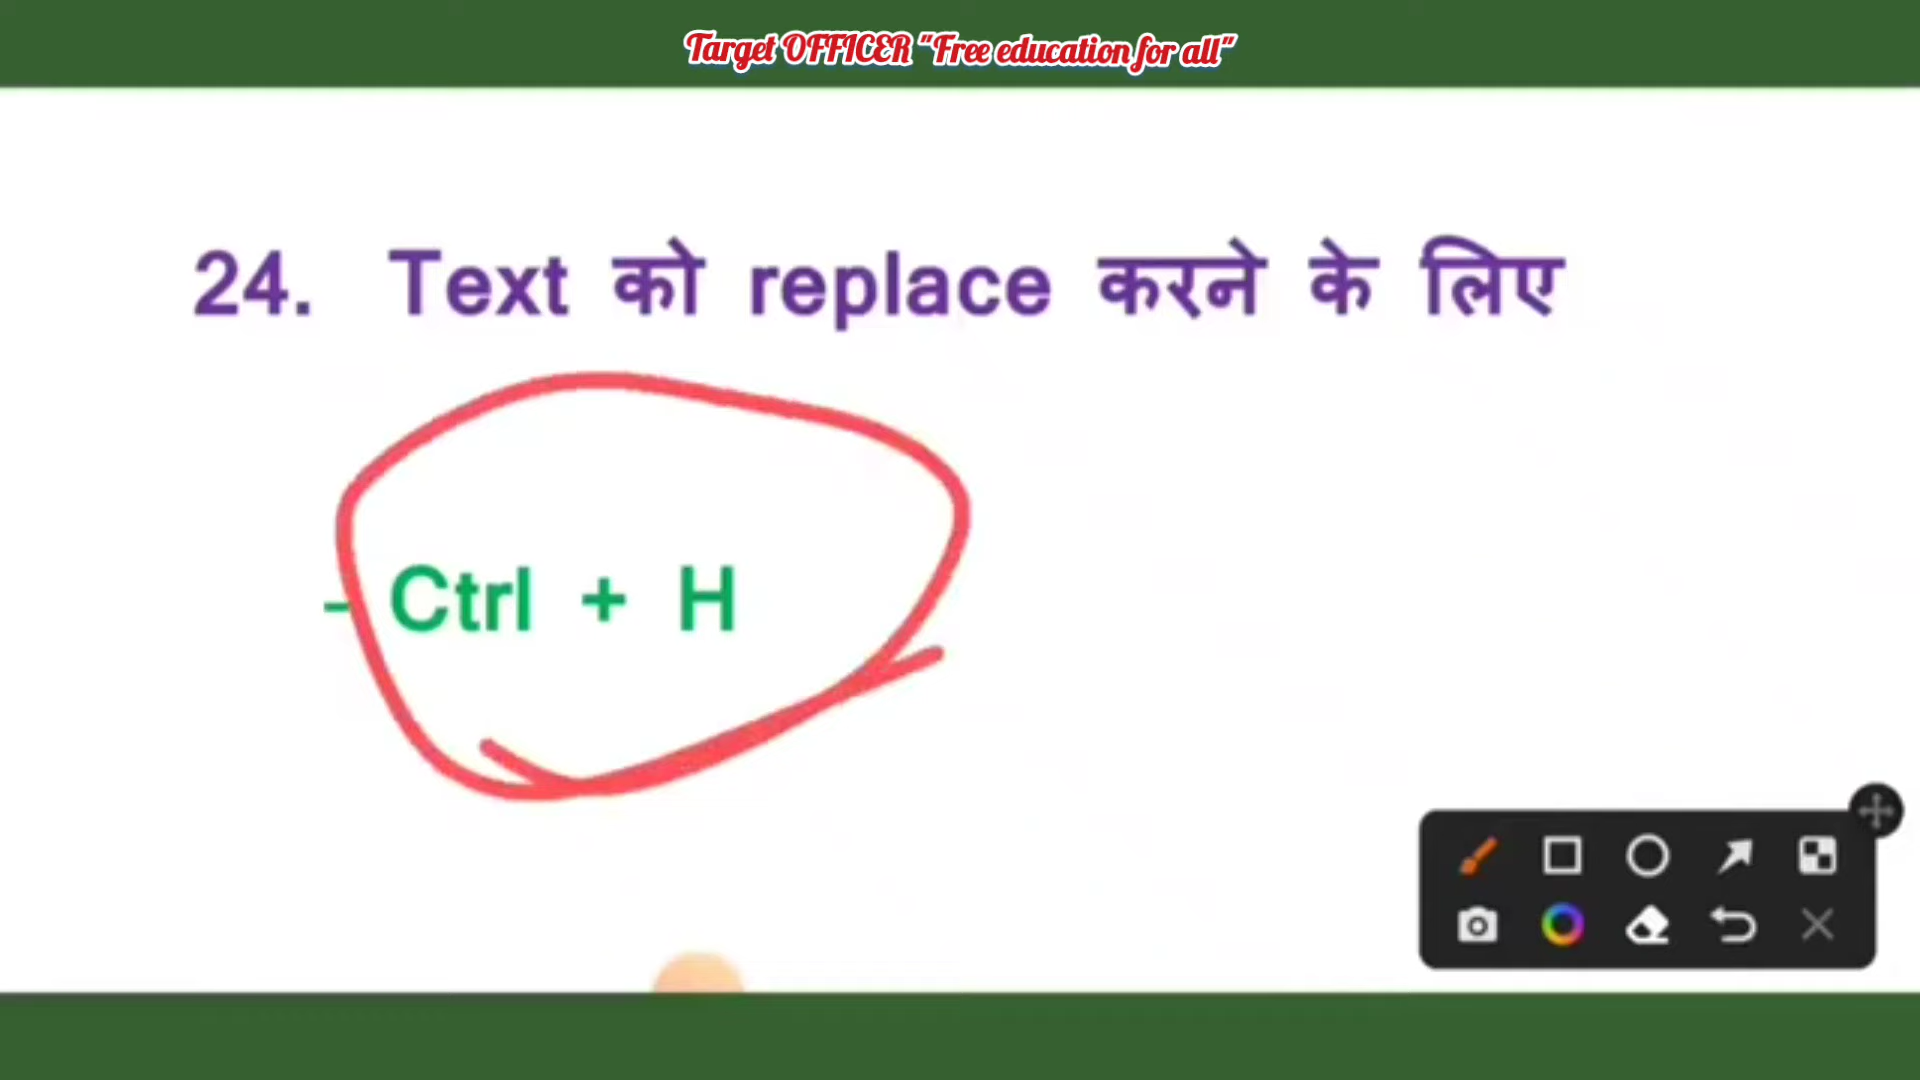 Target OFFICER "Free education for all"
24. Text को replace करने के लिए
- Ctrl + H